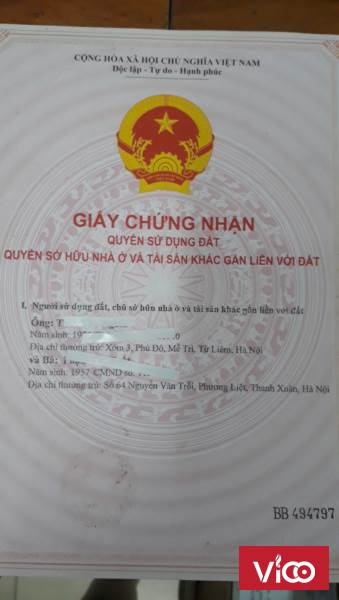 CỘNG HÒA XÃ HỘI CHỦ NGHĨA VIỆT NAM
Độc lập - Tự do - Hạnh phúc
GIẤY CHỨNG NHẬN
QUYỀN SỬ DỤNG ĐẤT
QUYỀN SỞ HỮU NHÀ Ở VÀ TÀI SẢN KHÁC GẮN LIỀN VỚI ĐẤT
I. Người sử dụng đất, chủ sở hữu nhà ở và tài sản khác gắn liền với đất
Ông: T
Năm sinh:
Địa chỉ thường trú: Xóm 3, Phú Đô, Mễ Trì, Từ Liêm, Hà Nội
và Bà:
Năm sinh: 1957 CMND số:
Địa chỉ thường trú: Số 64 Nguyễn Văn Trỗi, Phương Liệt, Thanh Xuân, Hà Nội
BB 494797
VICO